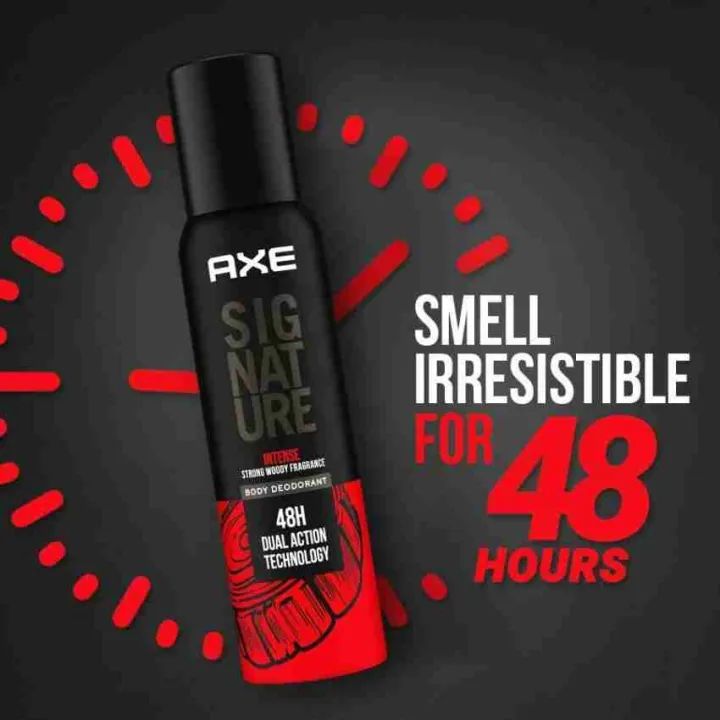 AXE
SIG
NAT
URE
INTENSE
STRONG WOODY FRAGRANCE
BODY DEODORANT
48H
DUAL ACTION
TECHNOLOGY
SMELL
IRRESISTIBLE
FOR 48
HOURS